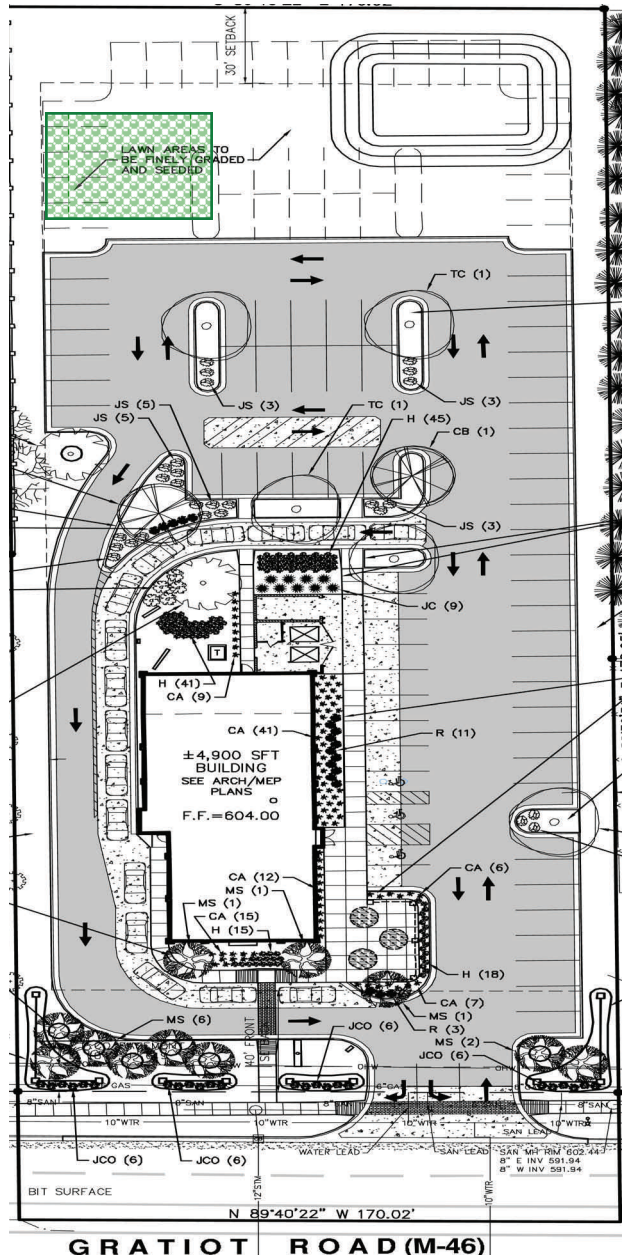 30' SETBACK
LAWN AREAS TO
BE FINELY GRADED
AND SEEDED
TC (1)
JS (3)
JS (3)
JS (5)
JS (5)
TC (1)
H (45)
CB (1)
JS (3)
JC (9)
T
H (41)
CA (9)
CA (41)
R (11)
±4,900 SFT
BUILDING
SEE ARCH/MEP
PLANS
F.F.=604.00
CA (12)
MS (1)
MS (1)
CA (15)
H (15)
CA (6)
H (18)
CA (7)
MS (1)
R (3)
MS (2)
JCO (6)
MS (6)
40' FRONT
JCO (6)
GAS
8"SAN
8"SAN
8"SAN
8"SAN
10"WTR
10"WTR
10"WTR
10"WTR
JCO (6)
JCO (6)
WATER LEAD
SAN LEAD
SAN LEAD
SAN MH RIM 602.44
8" E INV 591.94
8" W INV 591.94
BIT SURFACE
12"STM
10"WTR
N 89°40'22" W 170.02'
GRATIOT ROAD (M-46)